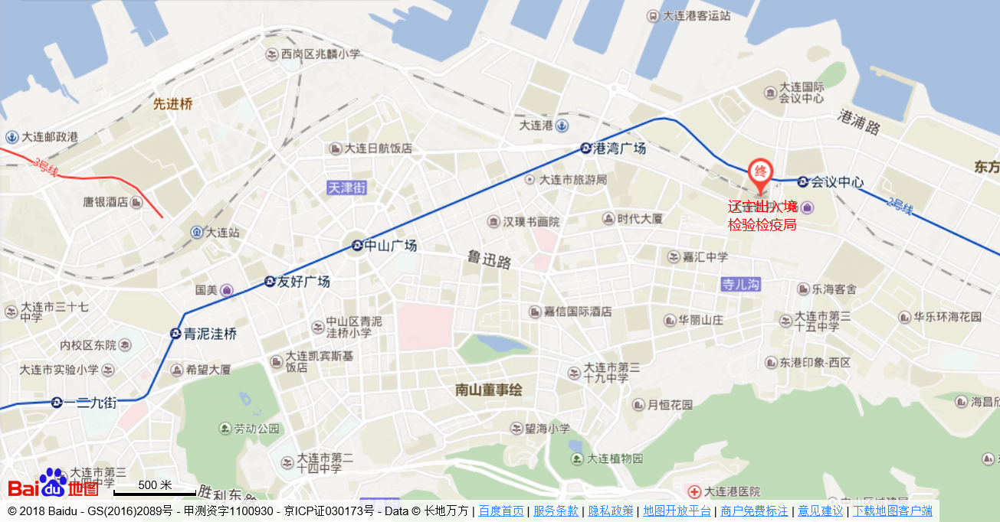 大连港客运站
西岗区兆麟小学
大连国际
会议中心
先进桥
港浦路
大连港
大连邮政港
大连日航饭店
港湾广场
3号线
东方
大连市旅游局
终
会议中心
天津街
唐银酒店
2号线
辽宁出入境
检验检疫局
时代大厦
汉璞书画院
大连站
中山广场
鲁迅路
嘉汇中学
友好广场
寺儿沟
国美
乐海客舍
大连市三十七
中学
嘉信国际酒店
中山区青泥
洼桥小学
华丽山庄
大连市第三
十五中学
华乐环海花园
青泥洼桥
内校区东院
大连凯宾斯基
饭店
东港印象-西区
大连市实验小学
希望大厦
大连市第三
十九中学
南山董事绘
一二九街
月恒花园
海昌欣
劳动公园
望海小学
大连市第二
十四中学
大连植物园
大连市第三
十四中学
Bai du 地图
500 米
胜利东路
大连港医院
中山区城建局
© 2018 Baidu - GS(2016)2089号 - 甲测资字1100930 - 京ICP证030173号 - Data © 长地万方 | 百度首页 | 服务条款 | 隐私政策 | 地图开放平台 | 商户免费标注 | 意见建议 | 下载地图客户端